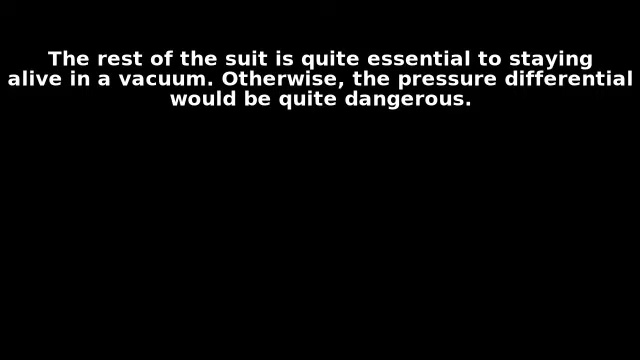 The rest of the suit is quite essential to staying
alive in a vacuum. Otherwise, the pressure differential
would be quite dangerous.